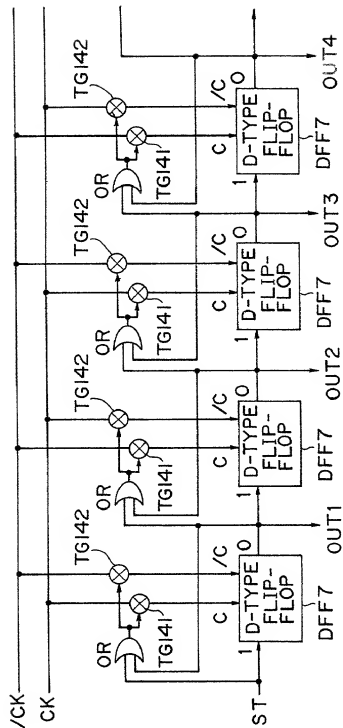 /CK
CK
TG142
TG142
TG142
TG142
OR
OR
OR
OR
TG141
TG141
TG141
TG141
C
/C
C
/C
C
/C
C
/C
1
0
1
0
1
0
1
0
D-TYPE
FLIP-
FLOP
D-TYPE
FLIP-
FLOP
D-TYPE
FLIP-
FLOP
D-TYPE
FLIP-
FLOP
ST
DFF7
DFF7
DFF7
DFF7
OUT1
OUT2
OUT3
OUT4